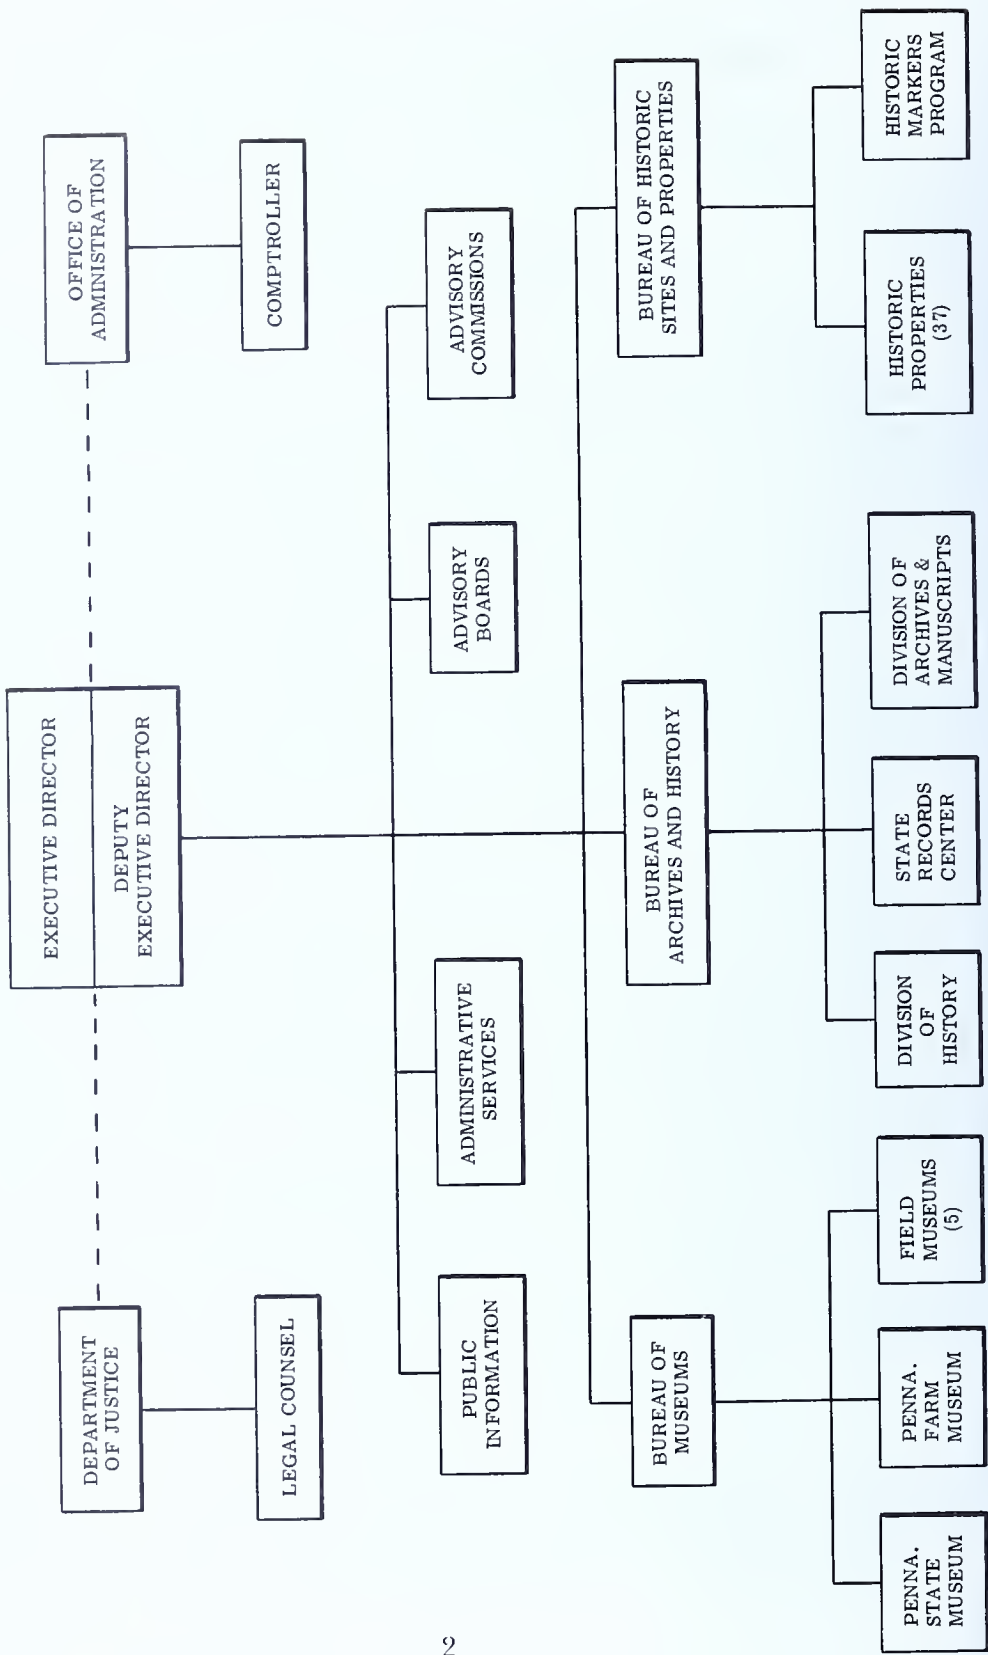 EXECUTIVE DIRECTOR
DEPUTY
EXECUTIVE DIRECTOR
DEPARTMENT
OF JUSTICE
OFFICE OF
ADMINISTRATION
LEGAL COUNSEL
COMPTROLLER
PUBLIC
INFORMATION
ADMINISTRATIVE
SERVICES
ADVISORY
BOARDS
ADVISORY
COMMISSIONS
BUREAU OF
MUSEUMS
BUREAU OF
ARCHIVES AND HISTORY
BUREAU OF HISTORIC
SITES AND PROPERTIES
PENNA.
STATE
MUSEUM
PENNA.
FARM
MUSEUM
FIELD
MUSEUMS
(5)
DIVISION
OF
HISTORY
STATE
RECORDS
CENTER
DIVISION OF
ARCHIVES &
MANUSCRIPTS
HISTORIC
PROPERTIES
(37)
HISTORIC
MARKERS
PROGRAM
2